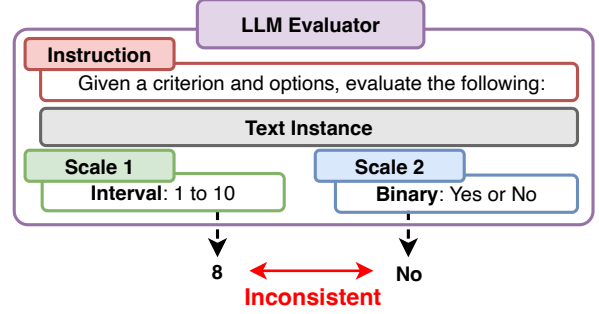 LLM Evaluator
Instruction
Given a criterion and options, evaluate the following:
Text Instance
Scale 1
Interval: 1 to 10
Scale 2
Binary: Yes or No
8
No
Inconsistent